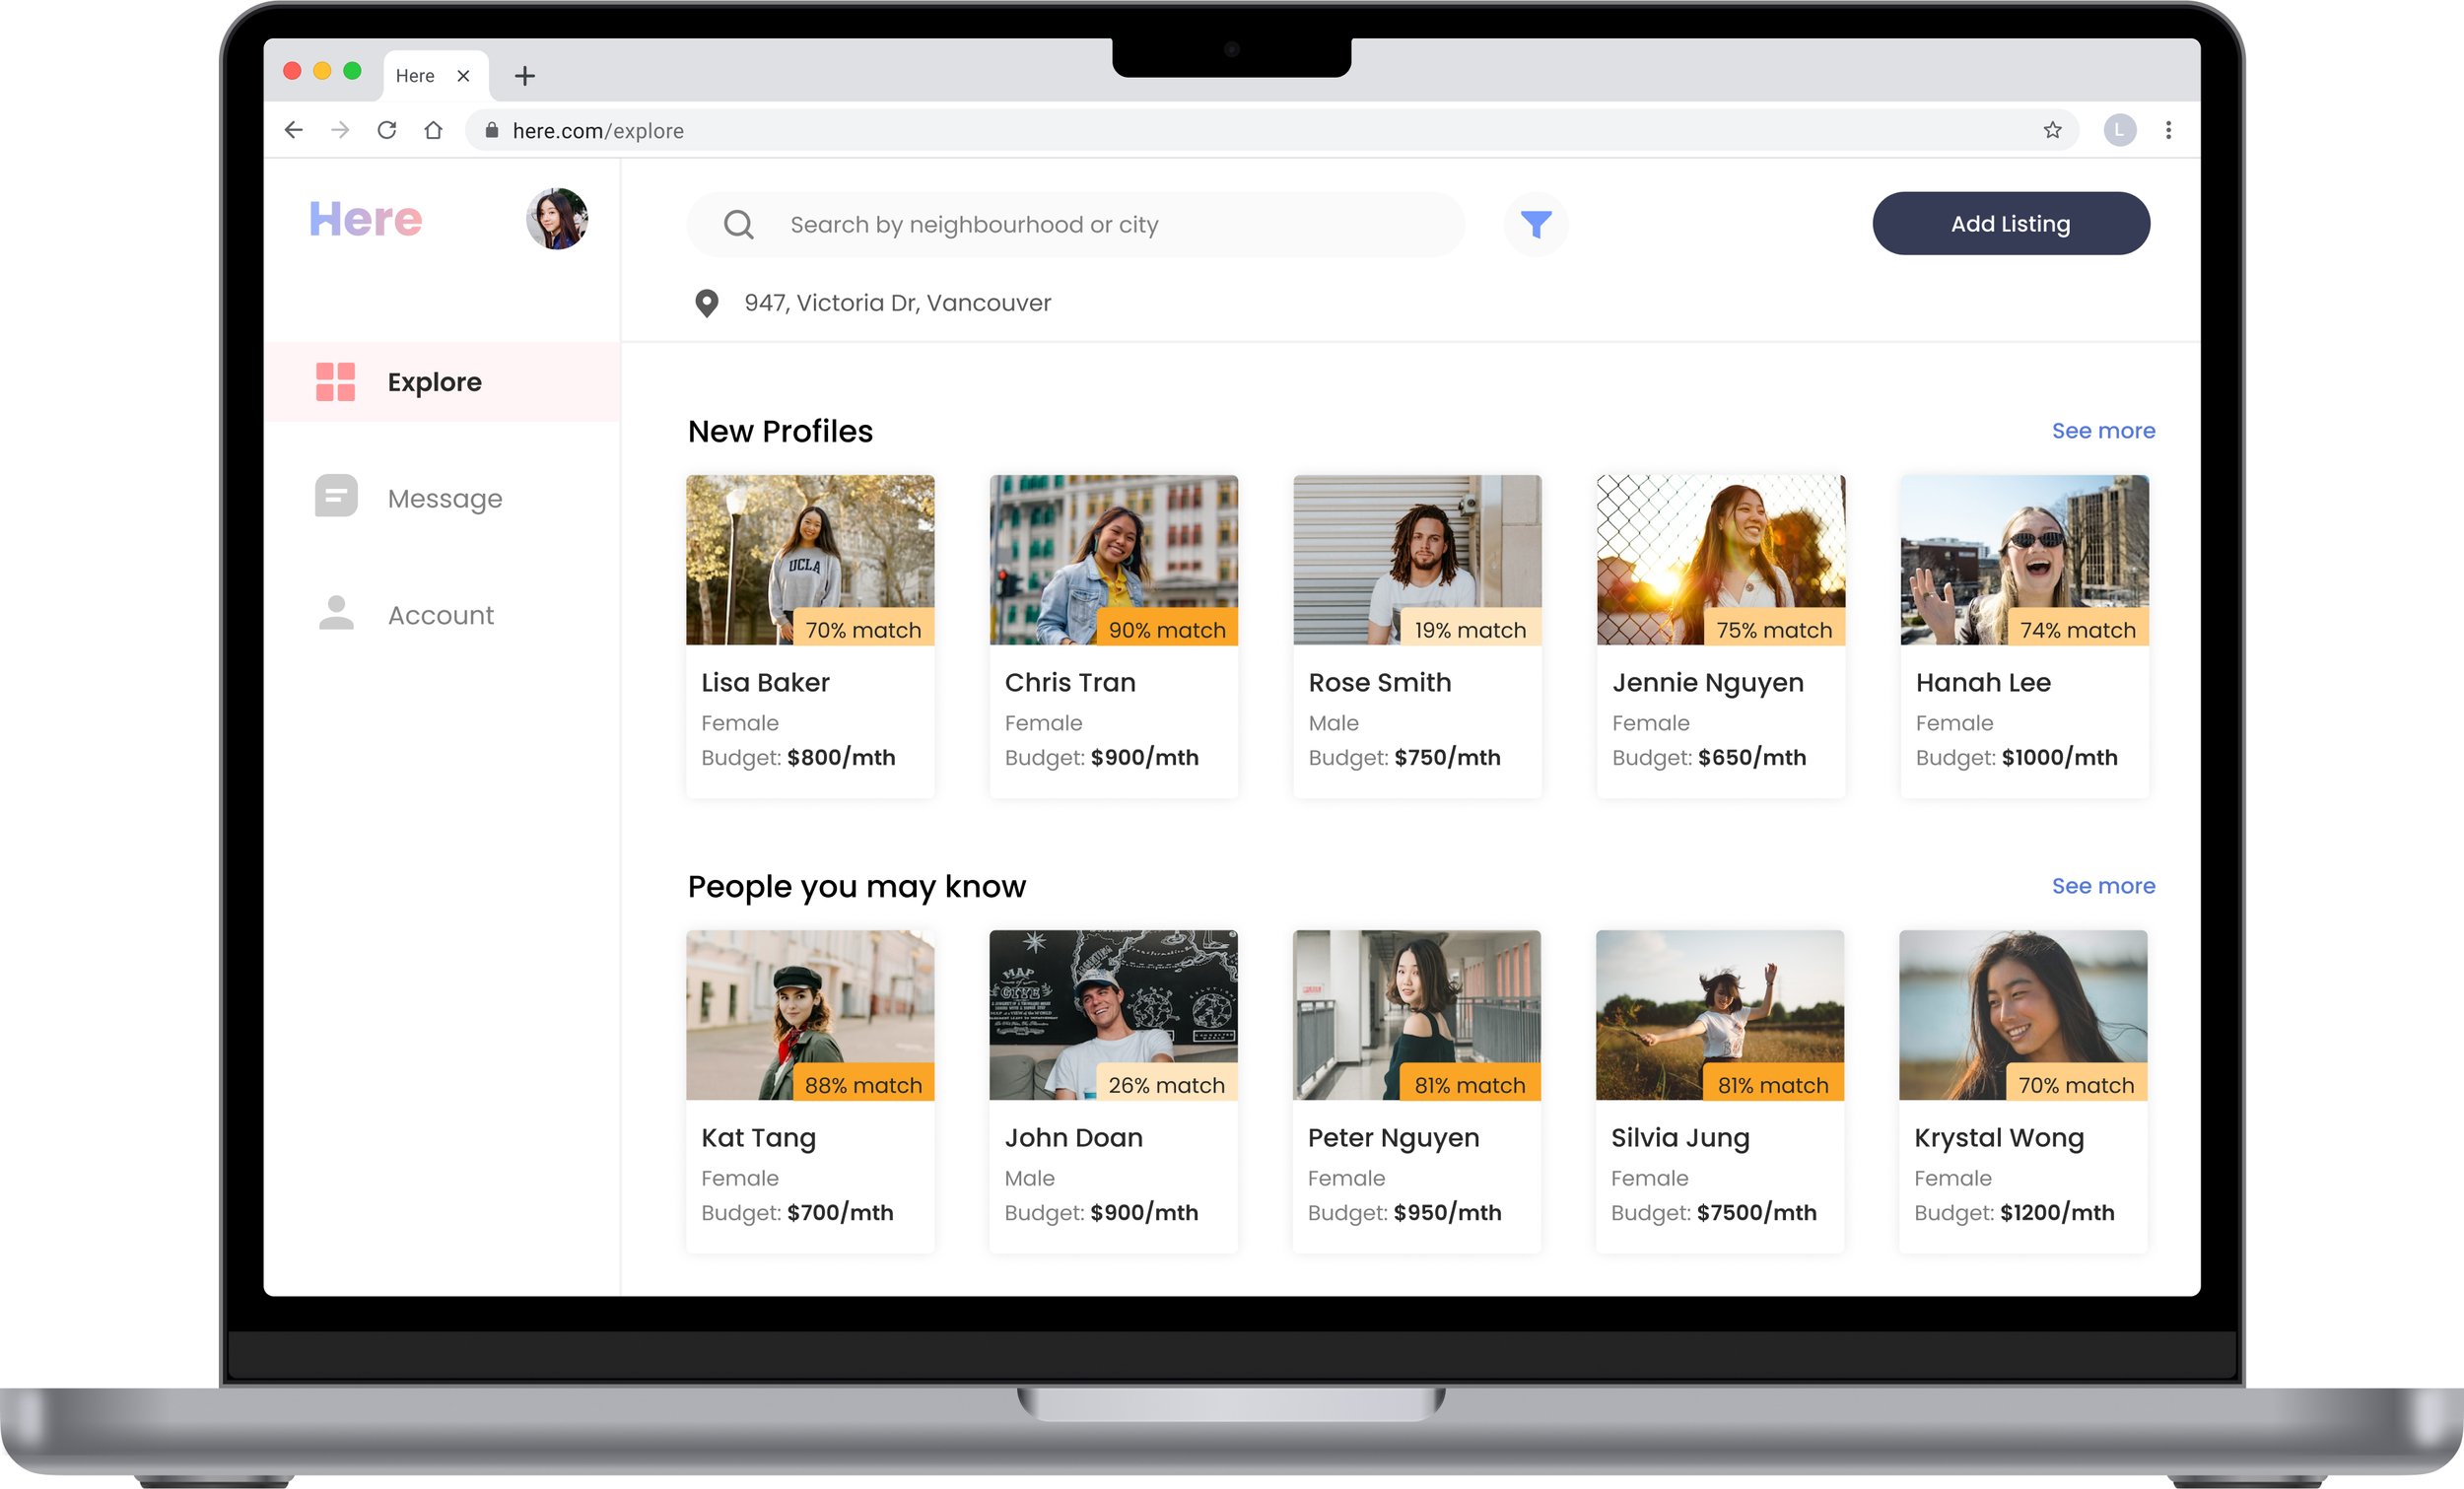 Here
here.com/explore
L
Here
Search by neighbourhood or city
Add Listing
947, Victoria Dr, Vancouver
Explore
Message
Account
New Profiles
See more
UCLA
70% match
90% match
19% match
75% match
74% match
Lisa Baker
Chris Tran
Rose Smith
Jennie Nguyen
Hanah Lee
Female
Female
Male
Female
Female
Budget: $800/mth
Budget: $900/mth
Budget: $750/mth
Budget: $650/mth
Budget: $1000/mth
People you may know
See more
MAP
of
GIVE
88% match
26% match
81% match
81% match
70% match
Kat Tang
John Doan
Peter Nguyen
Silvia Jung
Krystal Wong
Female
Male
Female
Female
Female
Budget: $700/mth
Budget: $900/mth
Budget: $950/mth
Budget: $7500/mth
Budget: $1200/mth